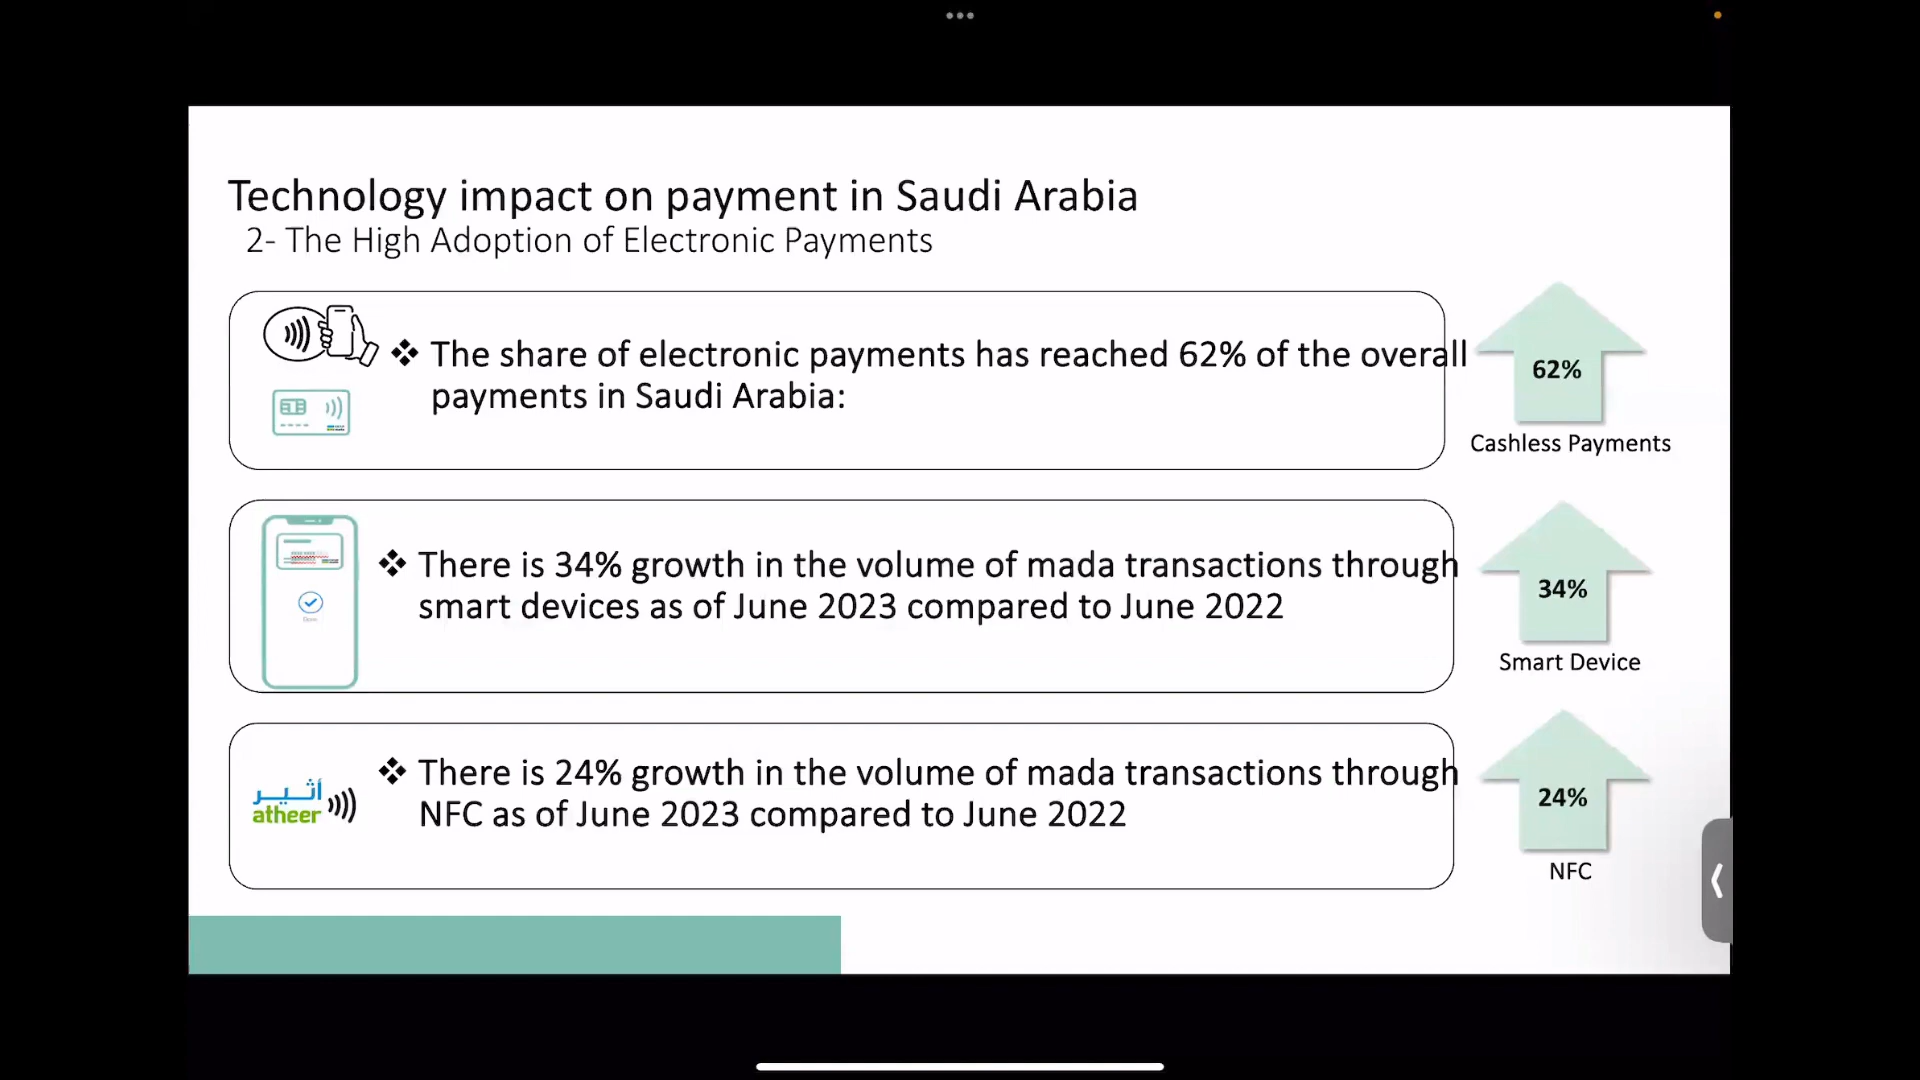 Technology impact on payment in Saudi Arabia
2- The High Adoption of Electronic Payments
❖ The share of electronic payments has reached 62% of the overall
payments in Saudi Arabia:
62%
Cashless Payments
❖ There is 34% growth in the volume of mada transactions through
smart devices as of June 2023 compared to June 2022
34%
Smart Device
❖ There is 24% growth in the volume of mada transactions through
NFC as of June 2023 compared to June 2022
أثير
atheer
24%
NFC